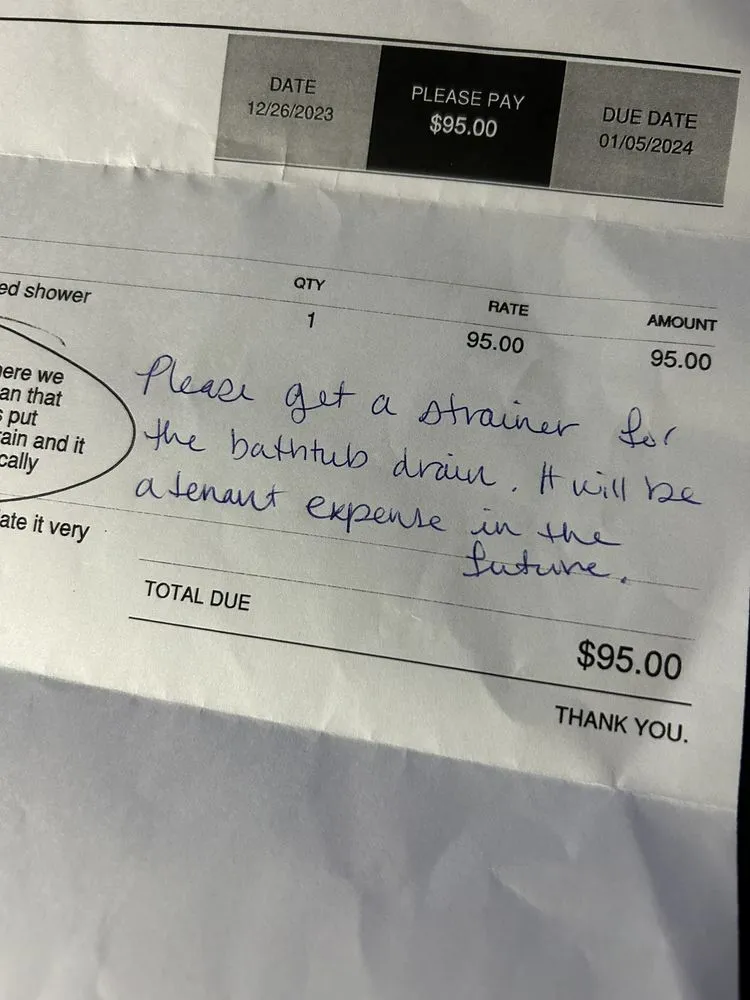 DATE
12/26/2023
PLEASE PAY
$95.00
DUE DATE
01/05/2024
QTY
RATE
AMOUNT
ed shower
1
95.00
95.00
ere we
an that
s put
rain and it
cally
ate it very
Please get a strainer for
the bathtub drain. It will be
a tenant expense in the
future.
TOTAL DUE
$95.00
THANK YOU.